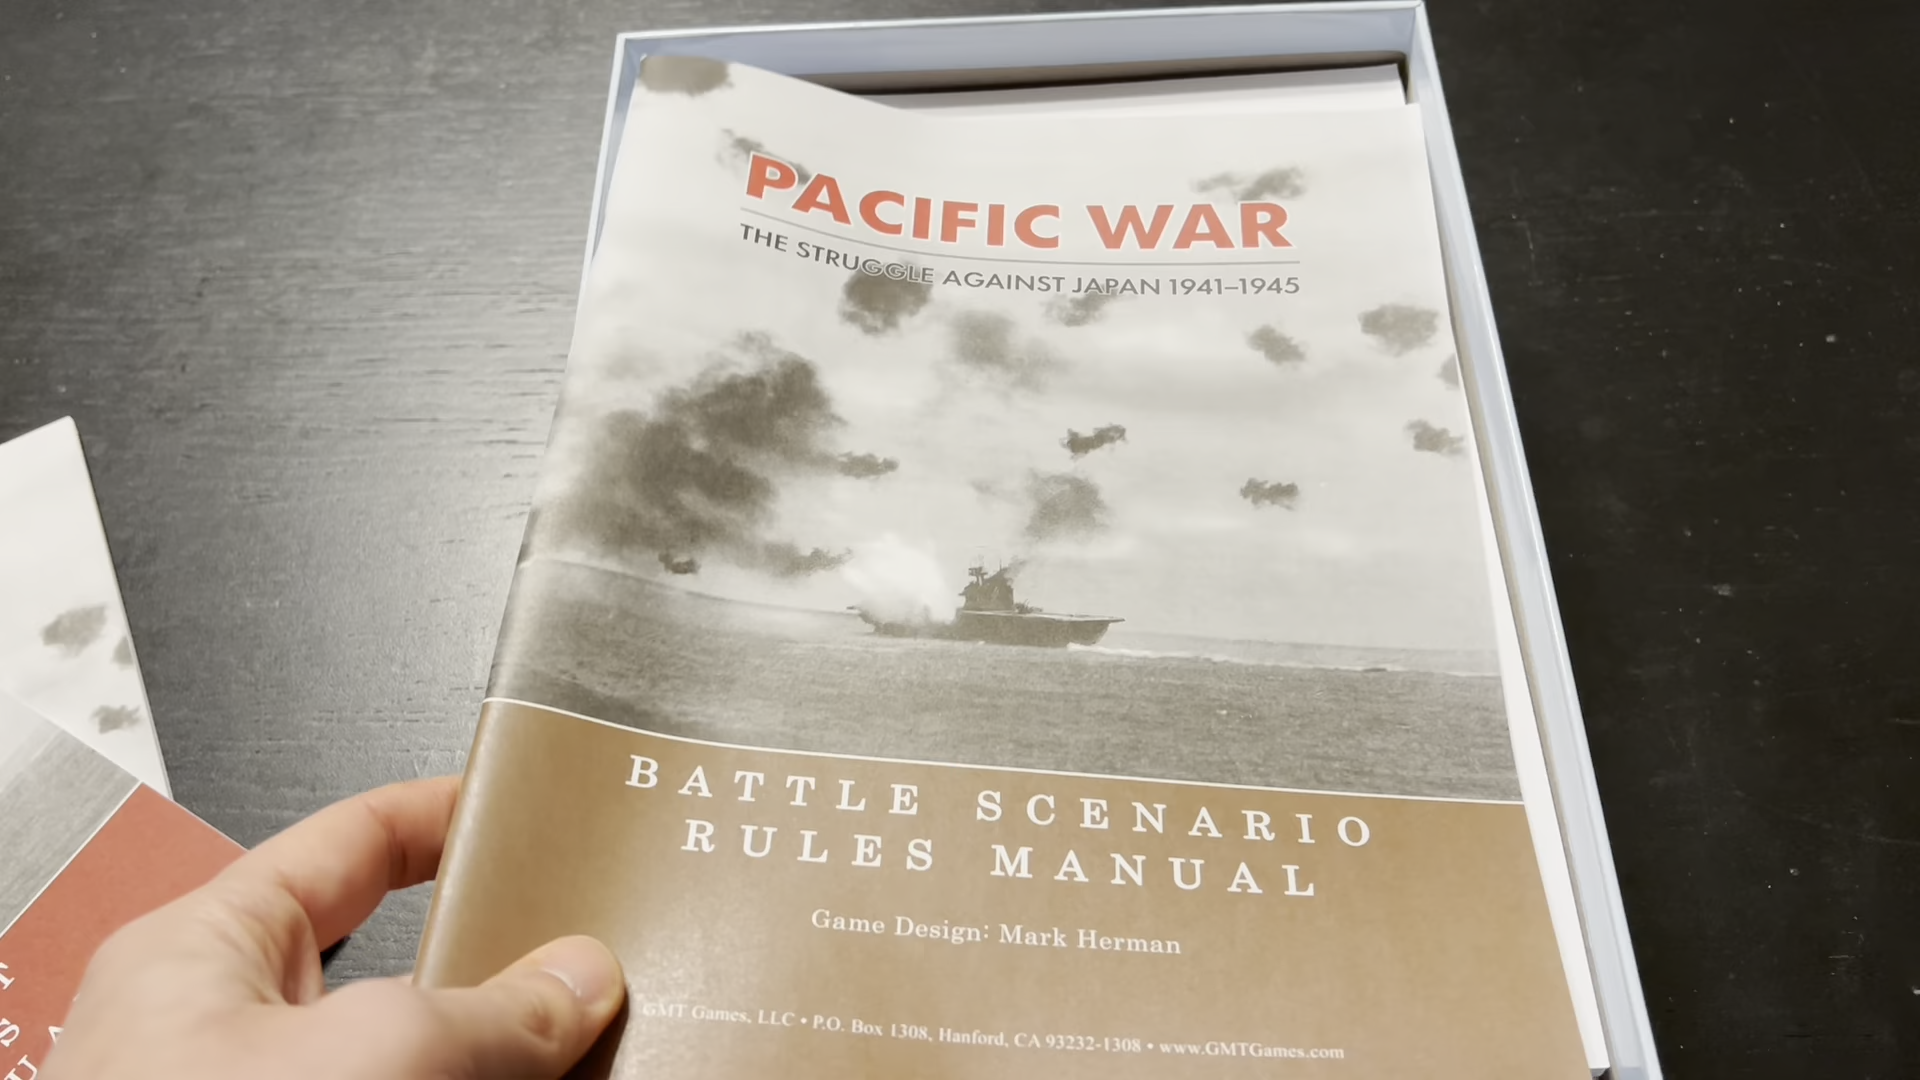 PACIFIC WAR
THE STRUGGLE AGAINST JAPAN 1941–1945
BATTLE SCENARIO
RULES MANUAL
Game Design: Mark Herman
GMT Games, LLC • P.O. Box 1308, Hanford, CA 93232-1308 • www.GMTGames.com